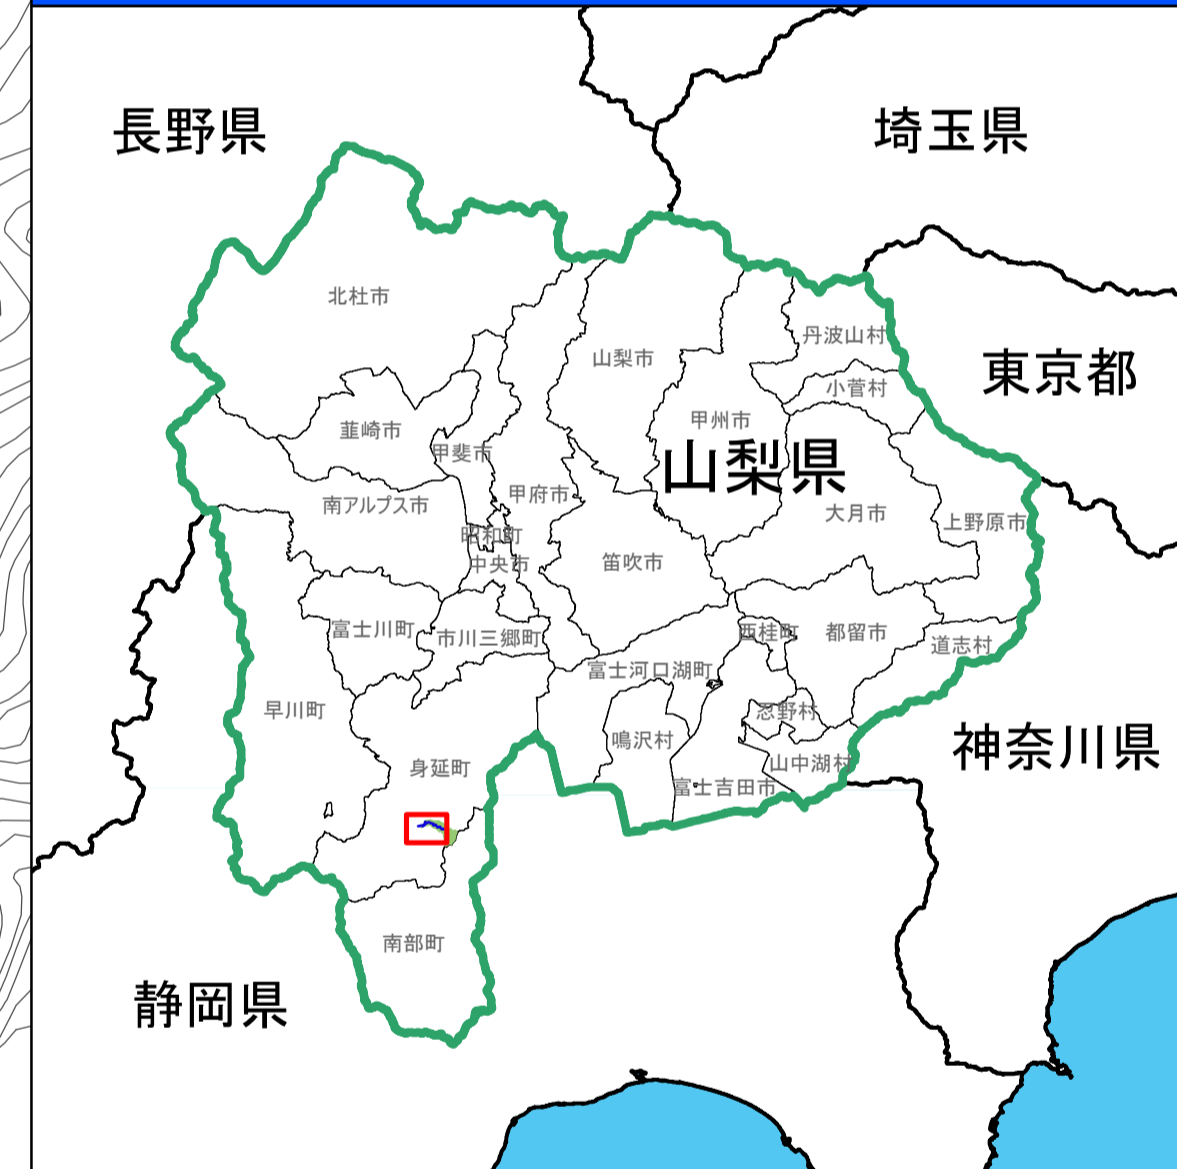 長野県
埼玉県
北杜市
丹波山村
山梨市
東京都
小菅村
甲州市
韮崎市
甲斐市
山梨県
甲府市
南アルプス市
大月市
上野原市
昭和町
中央市
笛吹市
富士川町
市川三郷町
西桂町
都留市
道志村
富士河口湖町
早川町
忍野村
鳴沢村
神奈川県
山中湖村
身延町
富士吉田市
南部町
静岡県